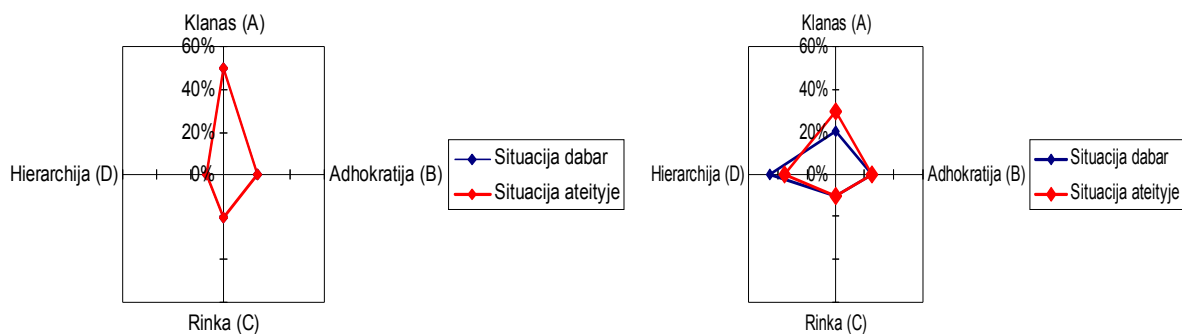 Klanas (A)
60%
40%
20%
0%
Hierarchija (D)
Adhokratija (B)
Rinka (C)
Situacija dabar
Situacija ateityje
Klanas (A)
60%
40%
20%
0%
Hierarchija (D)
Adhokratija (B)
Rinka (C)
Situacija dabar
Situacija ateityje